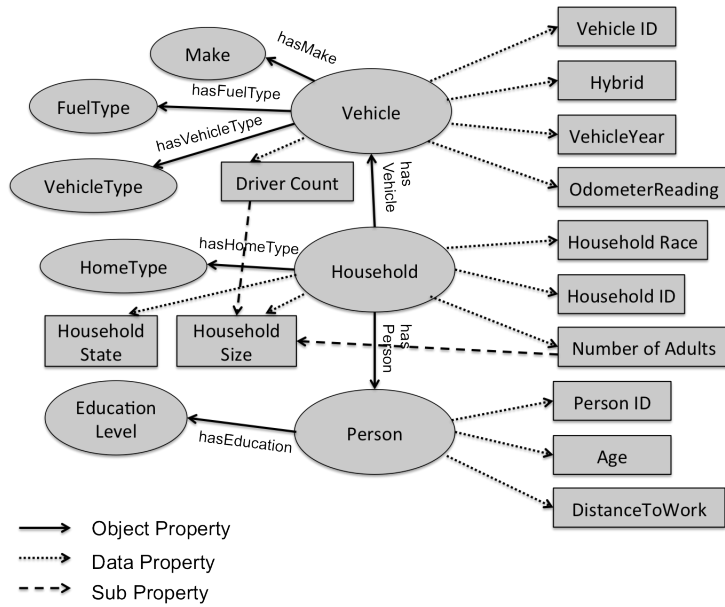 Vehicle ID
Make
hasMake
Hybrid
hasFuelType
FuelType
Vehicle
hasVehicleType
VehicleYear
VehicleType
Driver Count
has
Vehicle
OdometerReading
Household Race
hasHomeType
HomeType
Household
Household ID
Household
State
Household
Size
has
Person
Number of Adults
Education
Level
Person ID
hasEducation
Person
Age
DistanceToWork
Object Property
Data Property
Sub Property